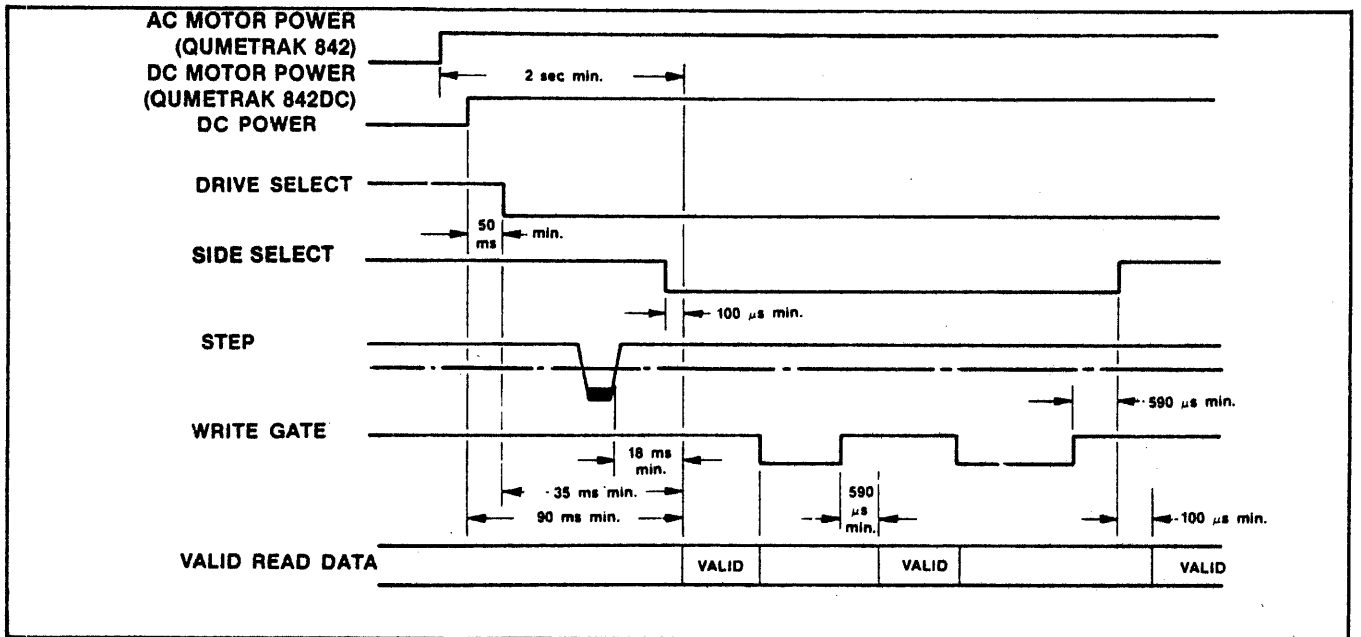 AC MOTOR POWER
(QUMETRAK 842)
DC MOTOR POWER
(QUMETRAK 842DC)
DC POWER
2 sec min.
DRIVE SELECT
50 ms min.
SIDE SELECT
100 µs min.
STEP
590 µs min.
WRITE GATE
18 ms min.
35 ms min.
90 ms min.
590 µs min.
100 µs min.
VALID READ DATA
VALID
VALID
VALID